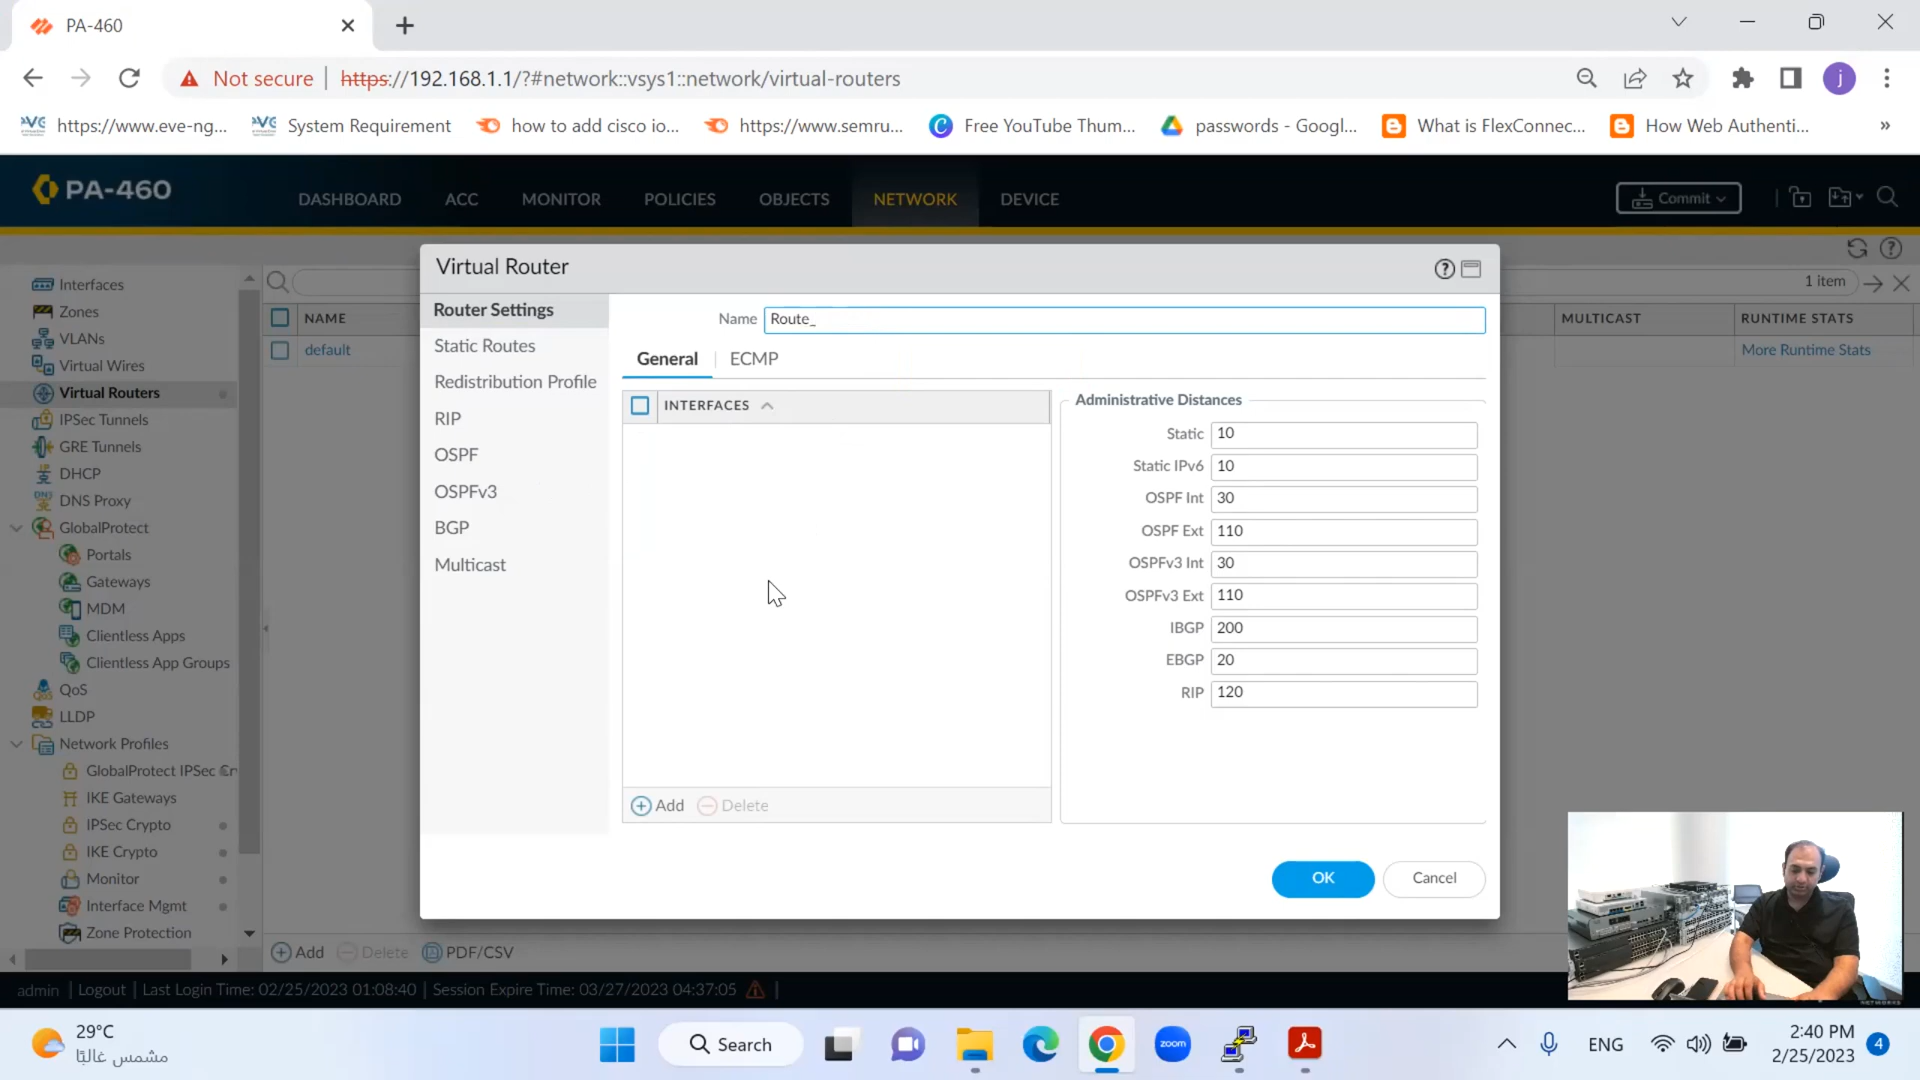 PA-460
Not secure
https://192.168.1.1/?#network::vsys1::network/virtual-routers
j
https://www.eve-ng...
System Requirement
how to add cisco io...
https://www.semru...
Free YouTube Thum...
passwords - Googl...
What is FlexConnec...
How Web Authenti...
»
PA-460
DASHBOARD
ACC
MONITOR
POLICIES
OBJECTS
NETWORK
DEVICE
Commit
Interfaces
Zones
VLANs
Virtual Wires
Virtual Routers
IPSec Tunnels
GRE Tunnels
DHCP
DNS Proxy
GlobalProtect
Portals
Gateways
MDM
Clientless Apps
Clientless App Groups
QoS
LLDP
Network Profiles
GlobalProtect IPSec Cr
IKE Gateways
IPSec Crypto
IKE Crypto
Monitor
Interface Mgmt
Zone Protection
1 item
NAME
MULTICAST
RUNTIME STATS
default
More Runtime Stats
Virtual Router
Router Settings
Static Routes
Redistribution Profile
RIP
OSPF
OSPFv3
BGP
Multicast
Name Route_
General
ECMP
INTERFACES
Add
Delete
Administrative Distances
Static 10
Static IPv6 10
OSPF Int 30
OSPF Ext 110
OSPFv3 Int 30
OSPFv3 Ext 110
IBGP 200
EBGP 20
RIP 120
OK
Cancel
Add
Delete
PDF/CSV
admin | Logout | Last Login Time: 02/25/2023 01:08:40 | Session Expire Time: 03/27/2023 04:37:05
29°C
مشمس غالبًا
Search
zoom
ENG
2:40 PM
2/25/2023
4